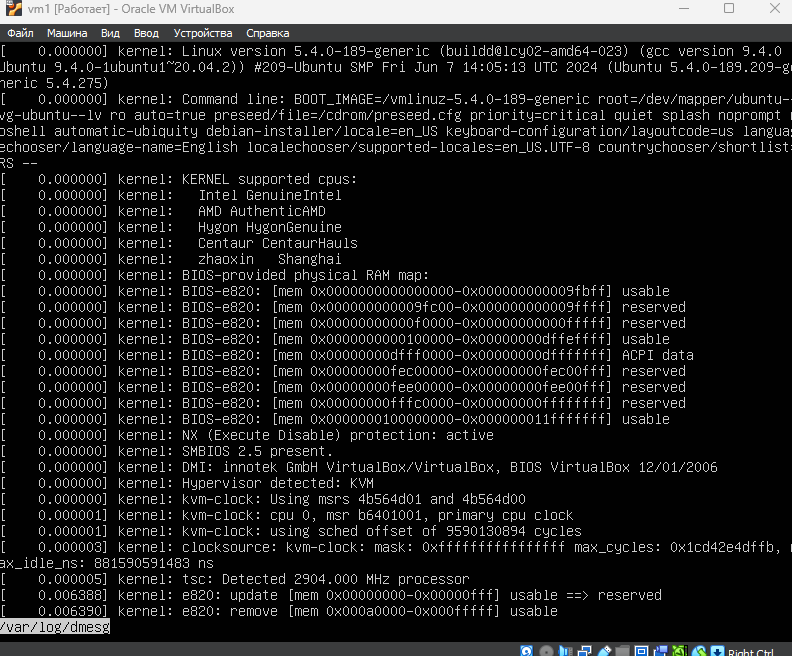 vm1 [Работает] - Oracle VM VirtualBox
Файл Машина Вид Ввод Устройства Справка
[    0.000000] kernel: Linux version 5.4.0-189-generic (buildd@lcy02-amd64-023) (gcc version 9.4.0
Ubuntu 9.4.0-1ubuntu1~20.04.2)) #209-Ubuntu SMP Fri Jun 7 14:05:13 UTC 2024 (Ubuntu 5.4.0-189.209-g
neric 5.4.275)
[    0.000000] kernel: Command line: BOOT_IMAGE=/vmlinuz-5.4.0-189-generic root=/dev/mapper/ubuntu--
vg-ubuntu--lv ro auto=true preseed/file=/cdrom/preseed.cfg priority=critical quiet splash noprompt n
oshell automatic-ubiquity debian-installer/locale=en_US keyboard-configuration/layoutcode=us languag
echooser/language-name=English localechooser/supported-locales=en_US.UTF-8 countrychooser/shortlist=
RS --
[    0.000000] kernel: KERNEL supported cpus:
[    0.000000] kernel:   Intel GenuineIntel
[    0.000000] kernel:   AMD AuthenticAMD
[    0.000000] kernel:   Hygon HygonGenuine
[    0.000000] kernel:   Centaur CentaurHauls
[    0.000000] kernel:   zhaoxin   Shanghai
[    0.000000] kernel: BIOS-provided physical RAM map:
[    0.000000] kernel: BIOS-e820: [mem 0x0000000000000000-0x000000000009fbff] usable
[    0.000000] kernel: BIOS-e820: [mem 0x000000000009fc00-0x000000000009ffff] reserved
[    0.000000] kernel: BIOS-e820: [mem 0x00000000000f0000-0x00000000000fffff] reserved
[    0.000000] kernel: BIOS-e820: [mem 0x0000000000100000-0x00000000dffeffff] usable
[    0.000000] kernel: BIOS-e820: [mem 0x00000000dfff0000-0x00000000dfffffff] ACPI data
[    0.000000] kernel: BIOS-e820: [mem 0x00000000fec00000-0x00000000fec00fff] reserved
[    0.000000] kernel: BIOS-e820: [mem 0x00000000fee00000-0x00000000fee00fff] reserved
[    0.000000] kernel: BIOS-e820: [mem 0x00000000fffc0000-0x00000000ffffffff] reserved
[    0.000000] kernel: BIOS-e820: [mem 0x0000000100000000-0x000000011fffffff] usable
[    0.000000] kernel: NX (Execute Disable) protection: active
[    0.000000] kernel: SMBIOS 2.5 present.
[    0.000000] kernel: DMI: innotek GmbH VirtualBox/VirtualBox, BIOS VirtualBox 12/01/2006
[    0.000000] kernel: Hypervisor detected: KVM
[    0.000000] kernel: kvm-clock: Using msrs 4b564d01 and 4b564d00
[    0.000001] kernel: kvm-clock: cpu 0, msr b6401001, primary cpu clock
[    0.000001] kernel: kvm-clock: using sched offset of 9590130894 cycles
[    0.000003] kernel: clocksource: kvm-clock: mask: 0xffffffffffffffff max_cycles: 0x1cd42e4dffb, m
ax_idle_ns: 881590591483 ns
[    0.000005] kernel: tsc: Detected 2904.000 MHz processor
[    0.006388] kernel: e820: update [mem 0x00000000-0x00000fff] usable ==> reserved
[    0.006390] kernel: e820: remove [mem 0x000a0000-0x000fffff] usable
/var/log/dmesg
Right Ctrl